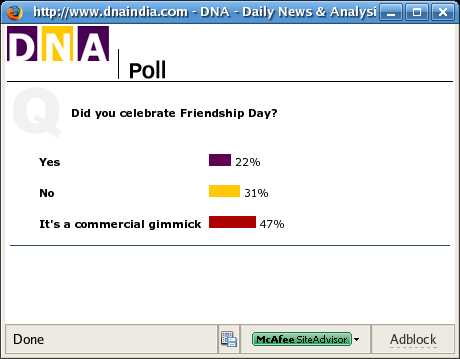 http://www.dnaindia.com - DNA - Daily News & Analysi
DNA
Poll
Q
Did you celebrate Friendship Day?
Yes 22%
No 31%
It's a commercial gimmick 47%
Done McAfee SiteAdvisor Adblock